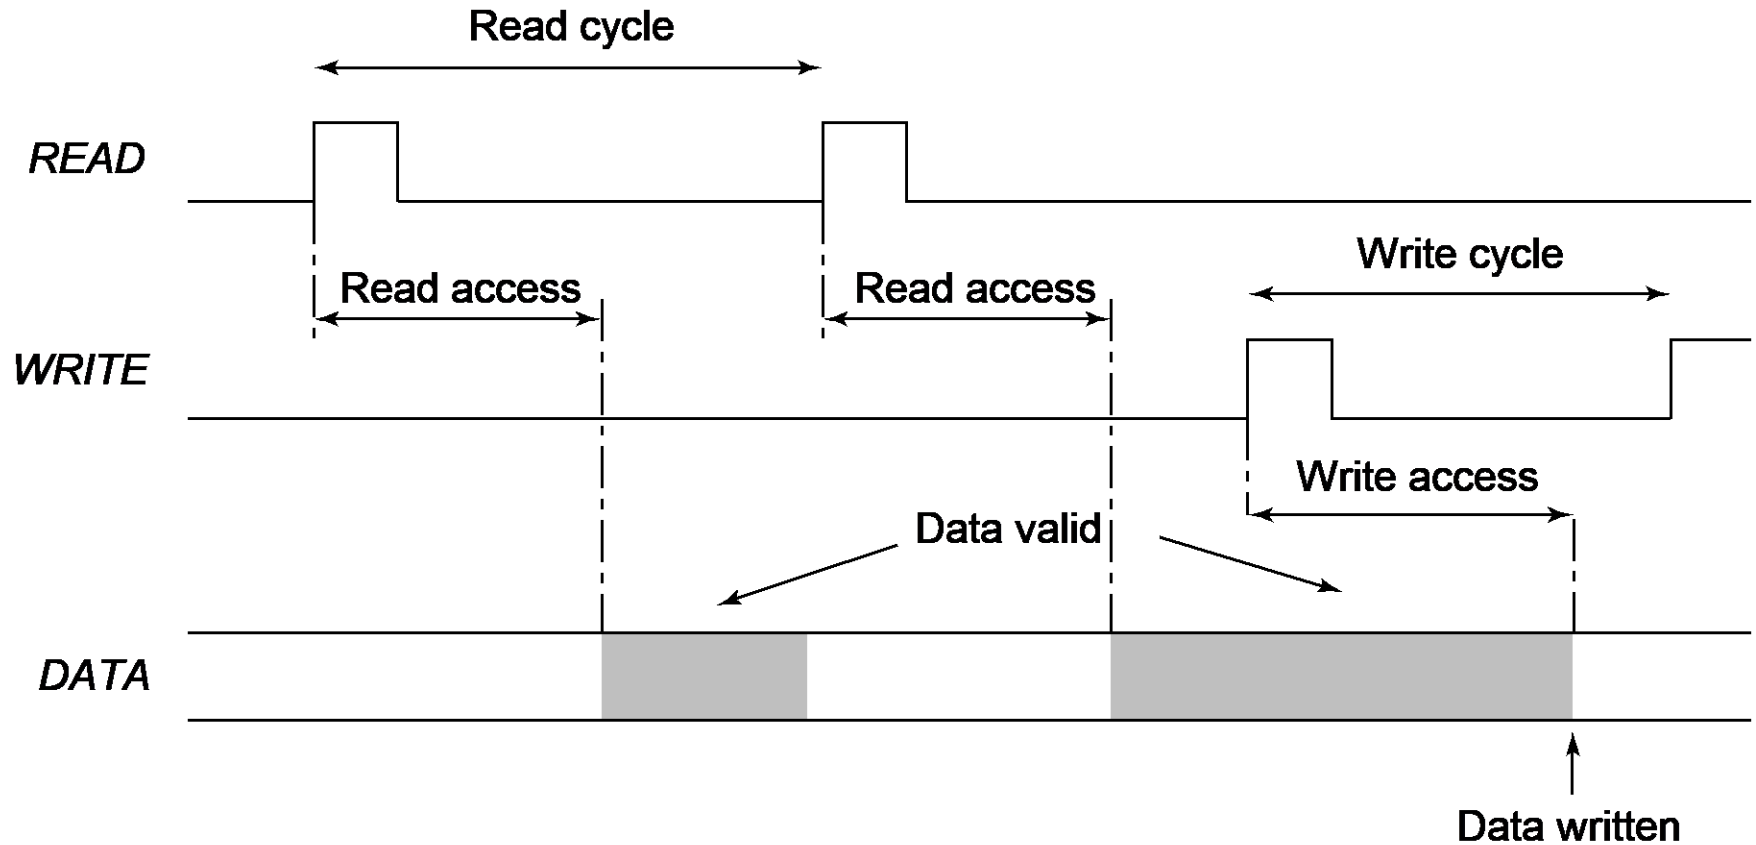 Read cycle
READ
Write cycle
Read access
Read access
WRITE
Write access
Data valid
DATA
Data written